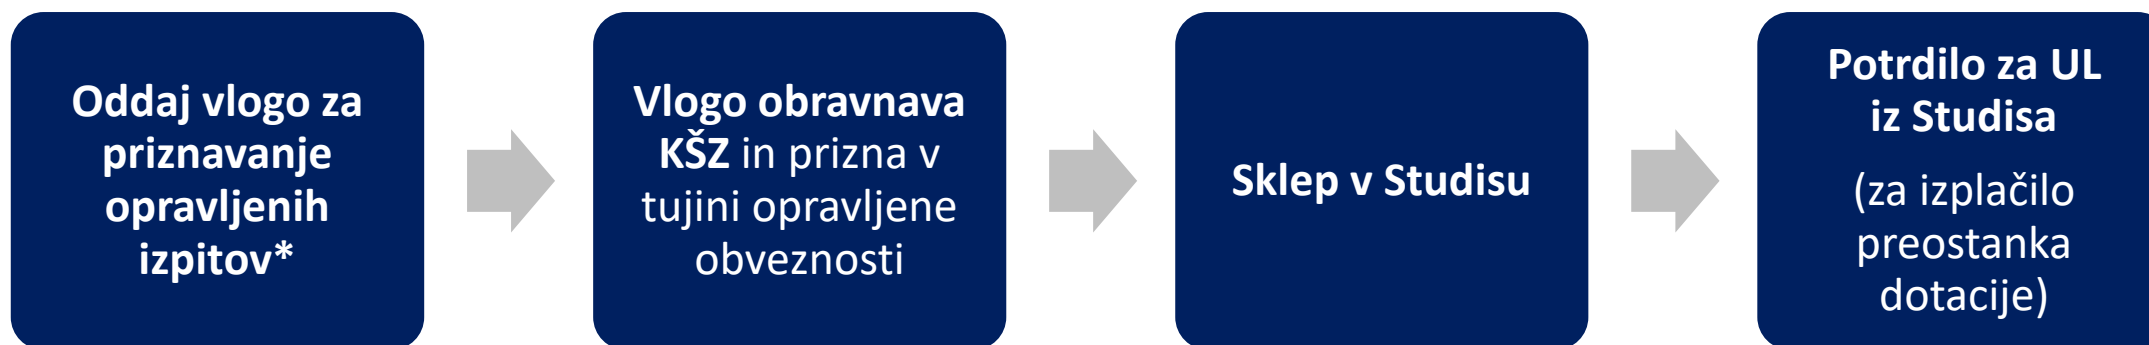 Oddaj vlogo za
priznavanje
opravljenih
izpitov*
Vlogo obravnava
KŠZ in prizna v
tujini opravljene
obveznosti
Sklep v Studisu
Potrdilo za UL
iz Studisa
(za izplačilo
preostanka
dotacije)